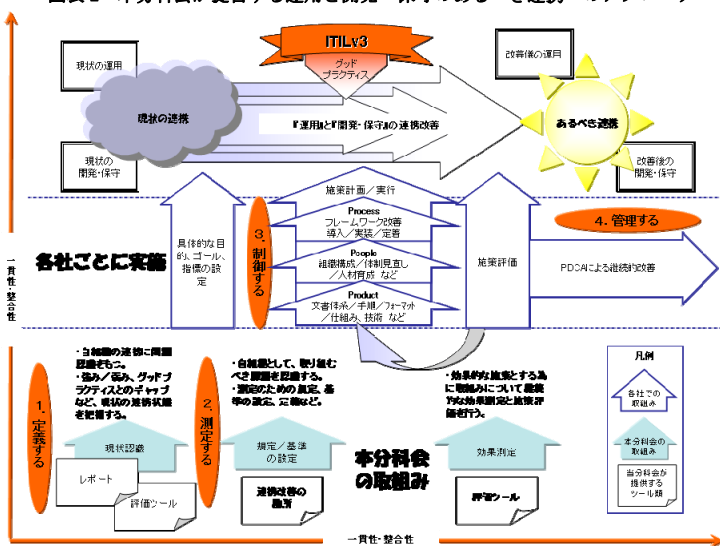 ITILv3
グッド
プラクティス
現状の運用
改善後の運用
現状の連携
『運用』と『開発・保守』の連携改善
あるべき連携
現状の
開発・保守
改善後の
開発・保守
施策計画／実行
Process
フレームワーク改善
導入／実装／定着
People
組織構成／体制見直し
／人材育成 など
Product
文書体系／手順／フォーマット
／仕組み、技術 など
3．制御する
4．管理する
各社ごとに実施
具体的な目
的、ゴール、
指標の設
定
施策評価
PDCAによる継続的改善
一貫性・整合性
・自組織の連携に問題
認識をもつ。
・強み／弱み、グッドプ
ラクティスとのギャップ
など、現状の連携状態
を把握する。
・自組織として、取り組む
べき課題を認識する。
・測定のための規定、基
準の設定、定義など。
・効果的な施策とする為
に取組みについて継続
的な効果測定と施策評
価を行う。
凡例
各社での
取組み
本分科会の
取組み
当分科会が
提供する
ツール類
1．定義する
2．測定する
現状認識
レポート
評価ツール
規定／基準
の設定
連携改善の
勘所
本分科会
の取組み
効果測定
評価ツール
一貫性・整合性